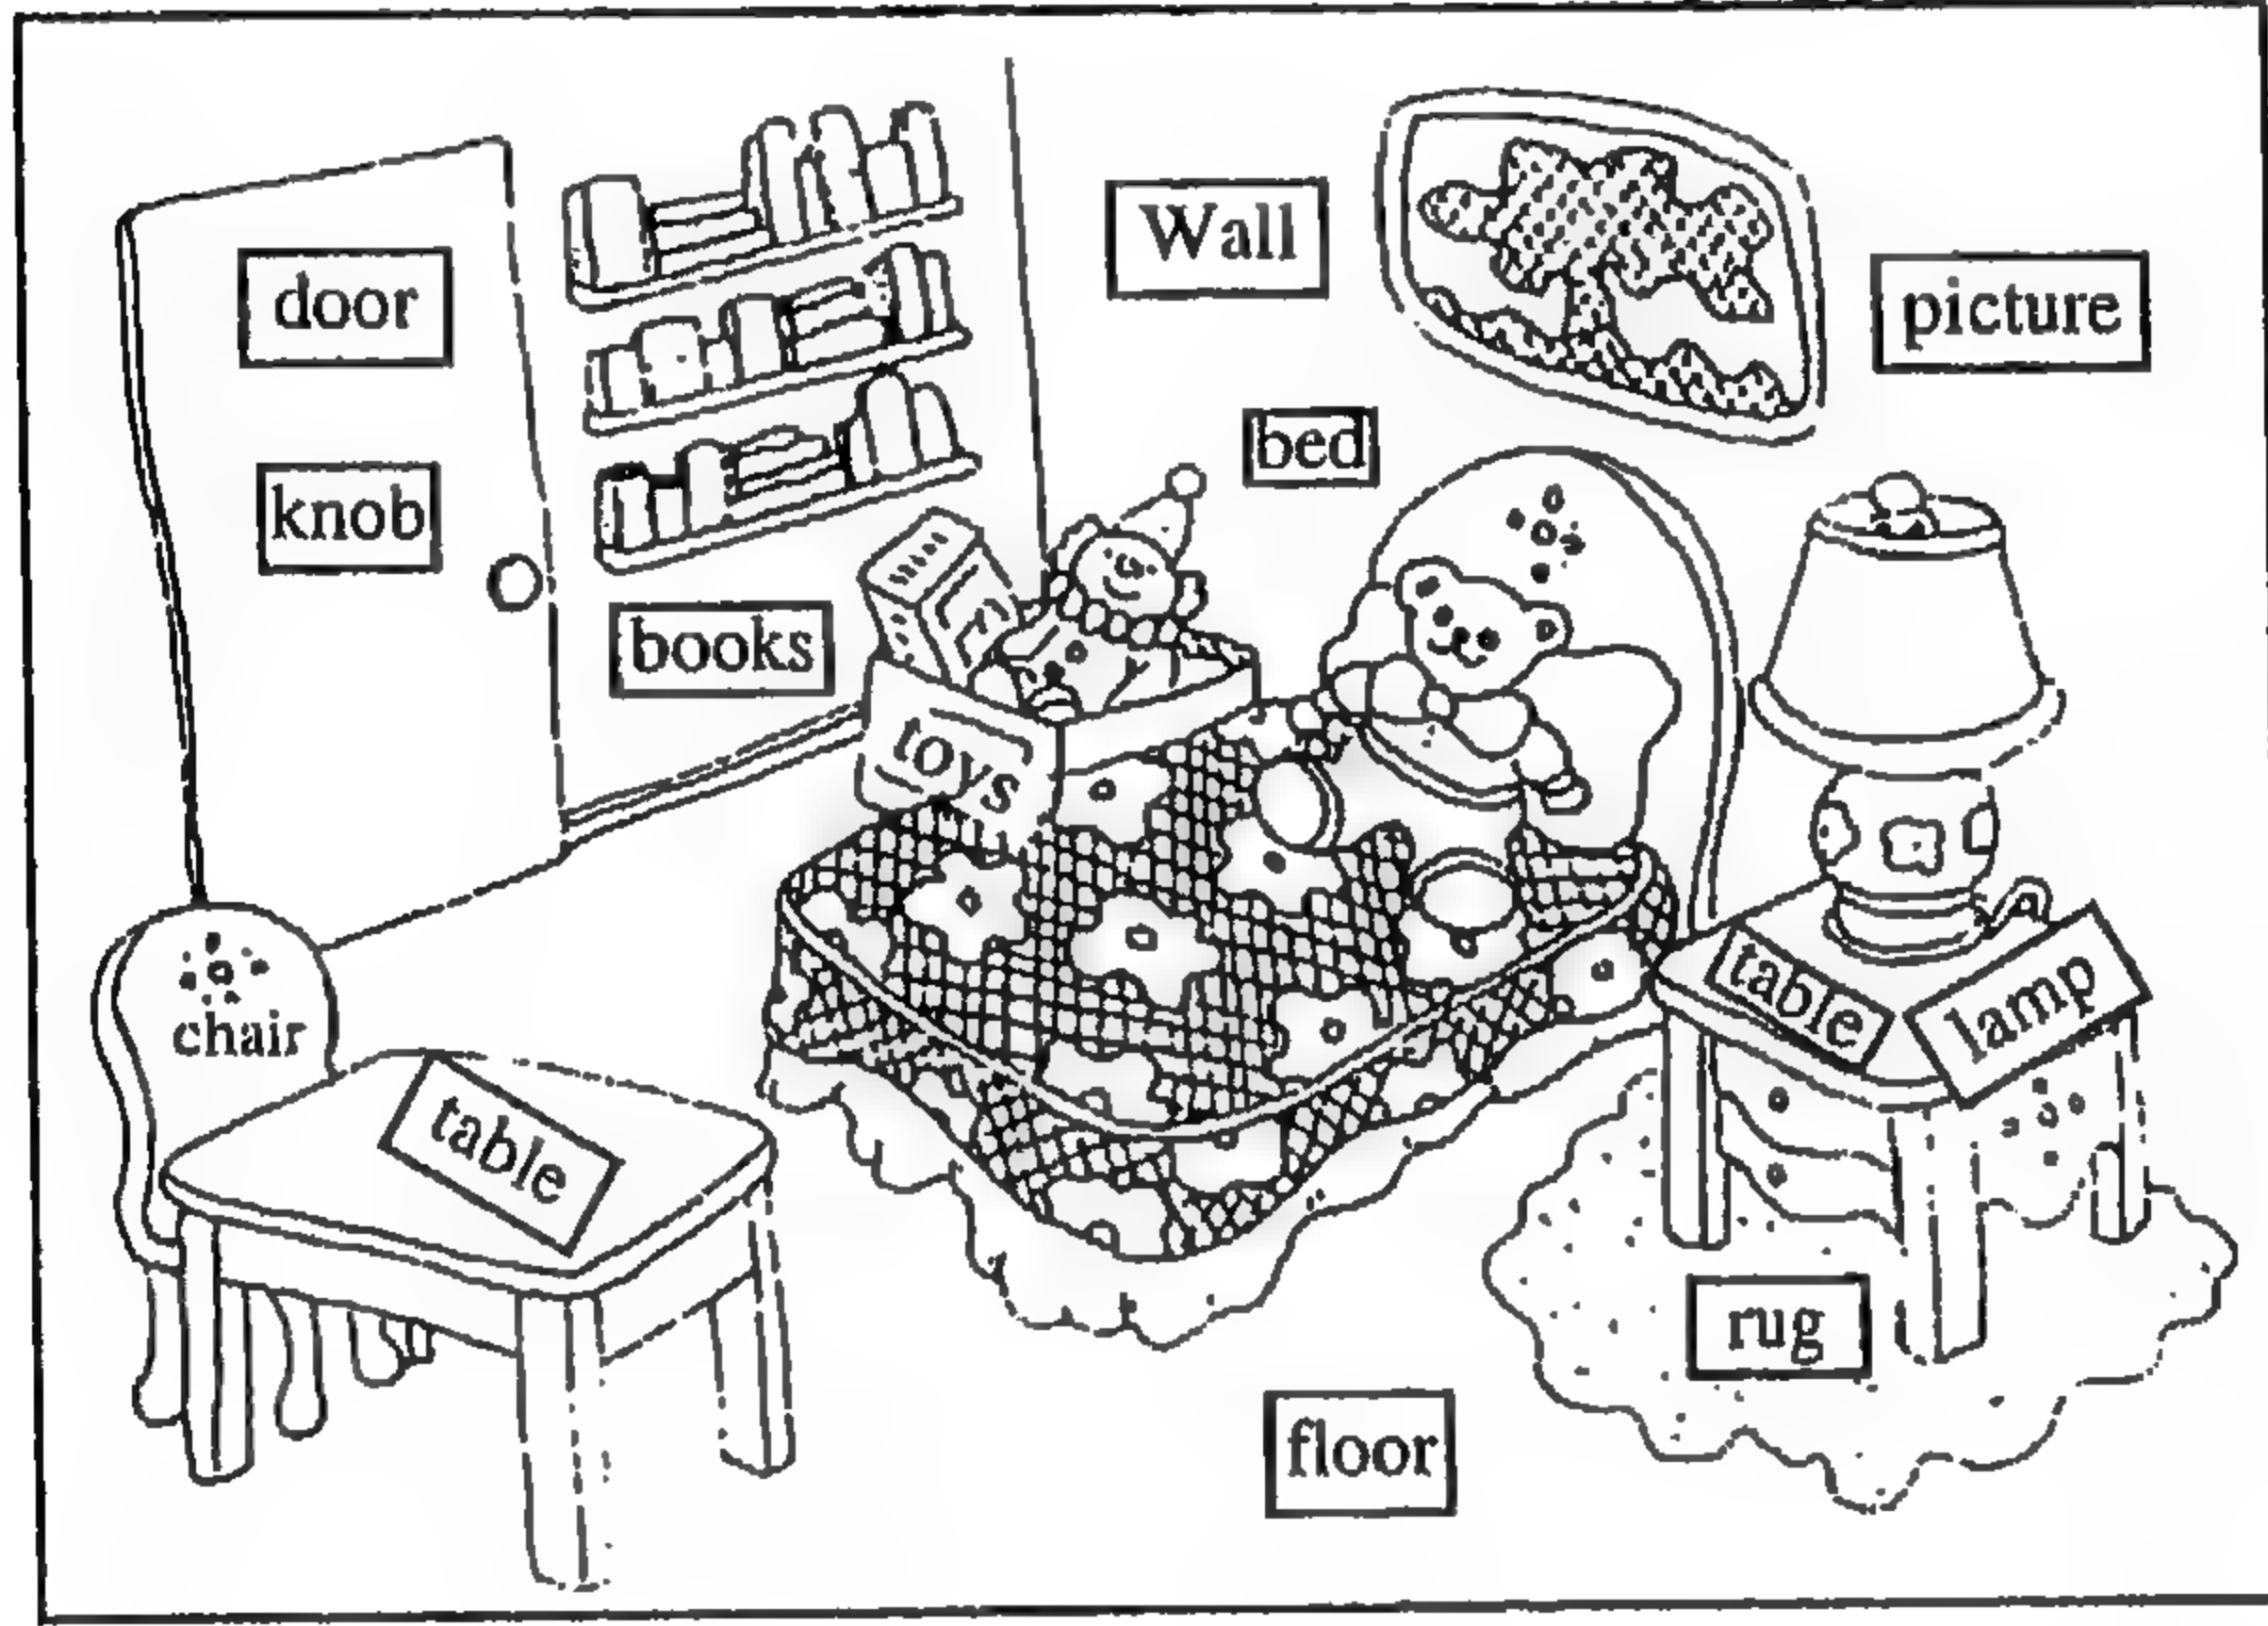 door
Wall
picture
bed
knob
books
toys
table
lamp
chair
table
rug
floor